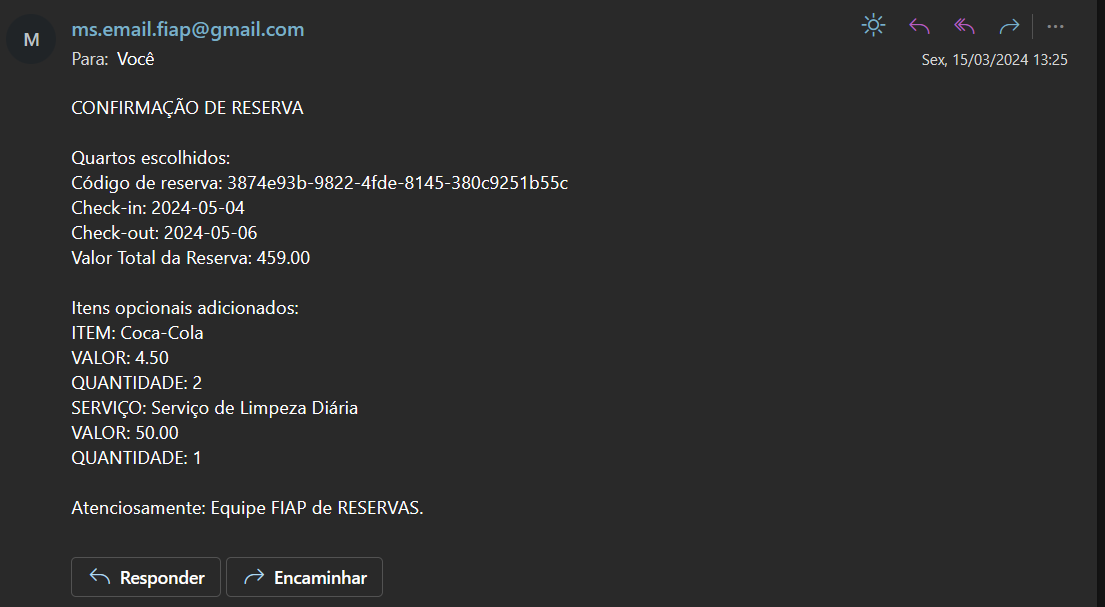 M
ms.email.fiap@gmail.com
Para: Você
Sex, 15/03/2024 13:25
CONFIRMAÇÃO DE RESERVA
Quartos escolhidos:
Código de reserva: 3874e93b-9822-4fde-8145-380c9251b55c
Check-in: 2024-05-04
Check-out: 2024-05-06
Valor Total da Reserva: 459.00
Itens opcionais adicionados:
ITEM: Coca-Cola
VALOR: 4.50
QUANTIDADE: 2
SERVIÇO: Serviço de Limpeza Diária
VALOR: 50.00
QUANTIDADE: 1
Atenciosamente: Equipe FIAP de RESERVAS.
Responder
Encaminhar